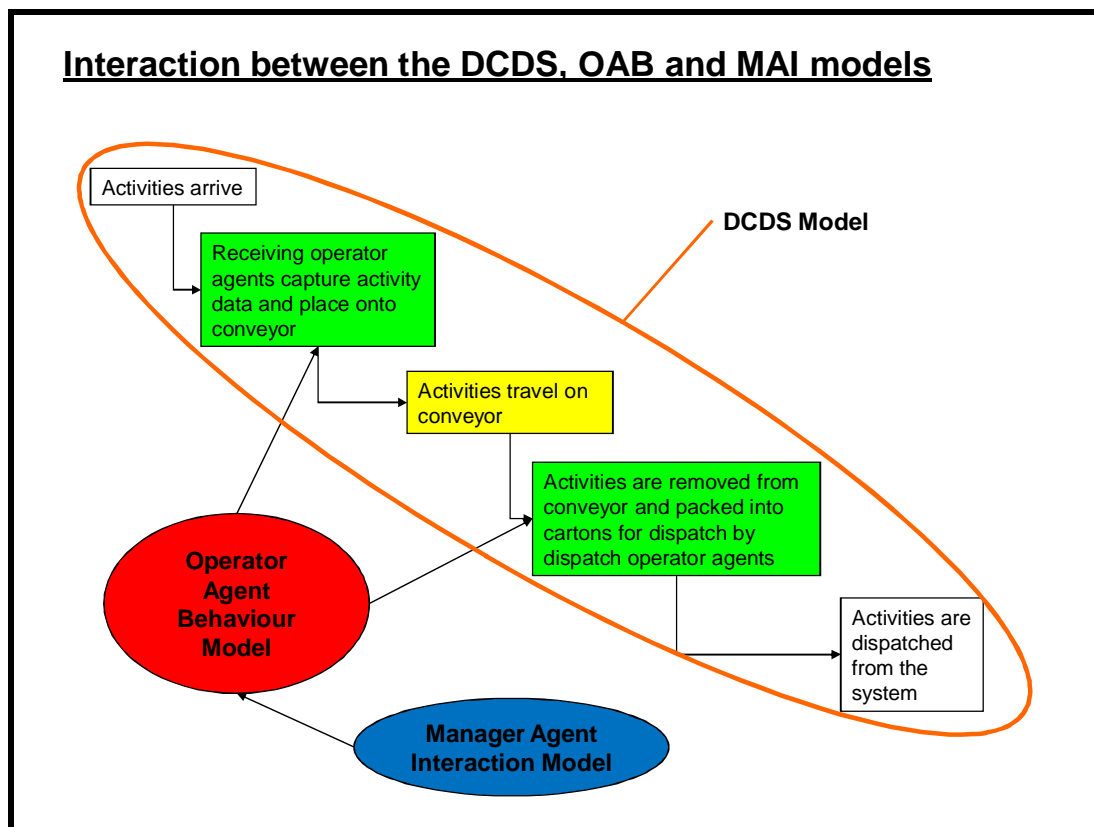 Interaction between the DCDS, OAB and MAI models
Activities arrive
DCDS Model
Receiving operator
agents capture activity
data and place onto
conveyor
Activities travel on
conveyor
Activities are removed from
conveyor and packed into
cartons for dispatch by
dispatch operator agents
Operator
Agent
Behaviour
Model
Activities are
dispatched
from the
system
Manager Agent
Interaction Model